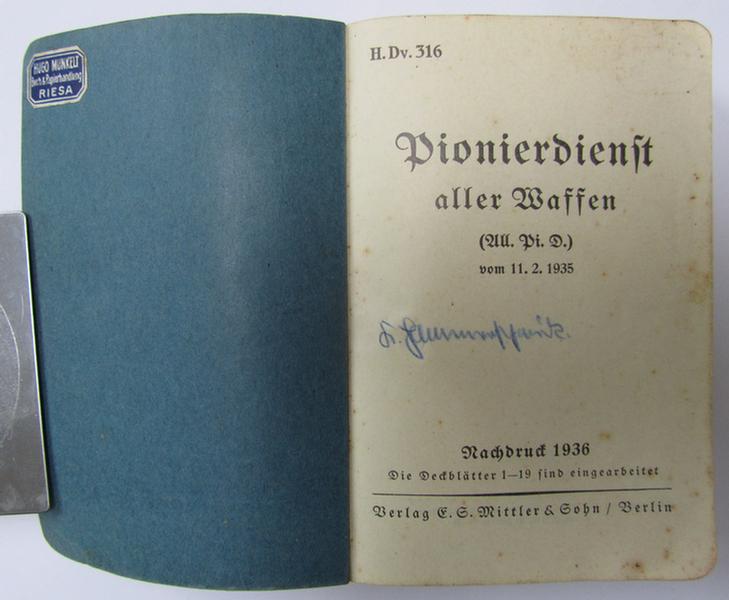 HUGO MUNKELT
Buch & Papierhandlung
RIESA
H. Dv. 316
Pionierdienst
aller Waffen
(All. Pi. D.)
vom 11. 2. 1935
Nachdruck 1936
Die Deckblätter 1—19 sind eingearbeitet
Verlag E. S. Mittler & Sohn / Berlin